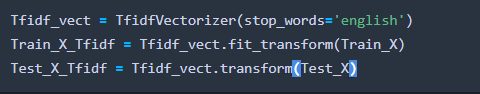 Tfidf_vect = TfidfVectorizer(stop_words='english')
Train_X_Tfidf = Tfidf_vect.fit_transform(Train_X)
Test_X_Tfidf = Tfidf_vect.transform(Test_X)